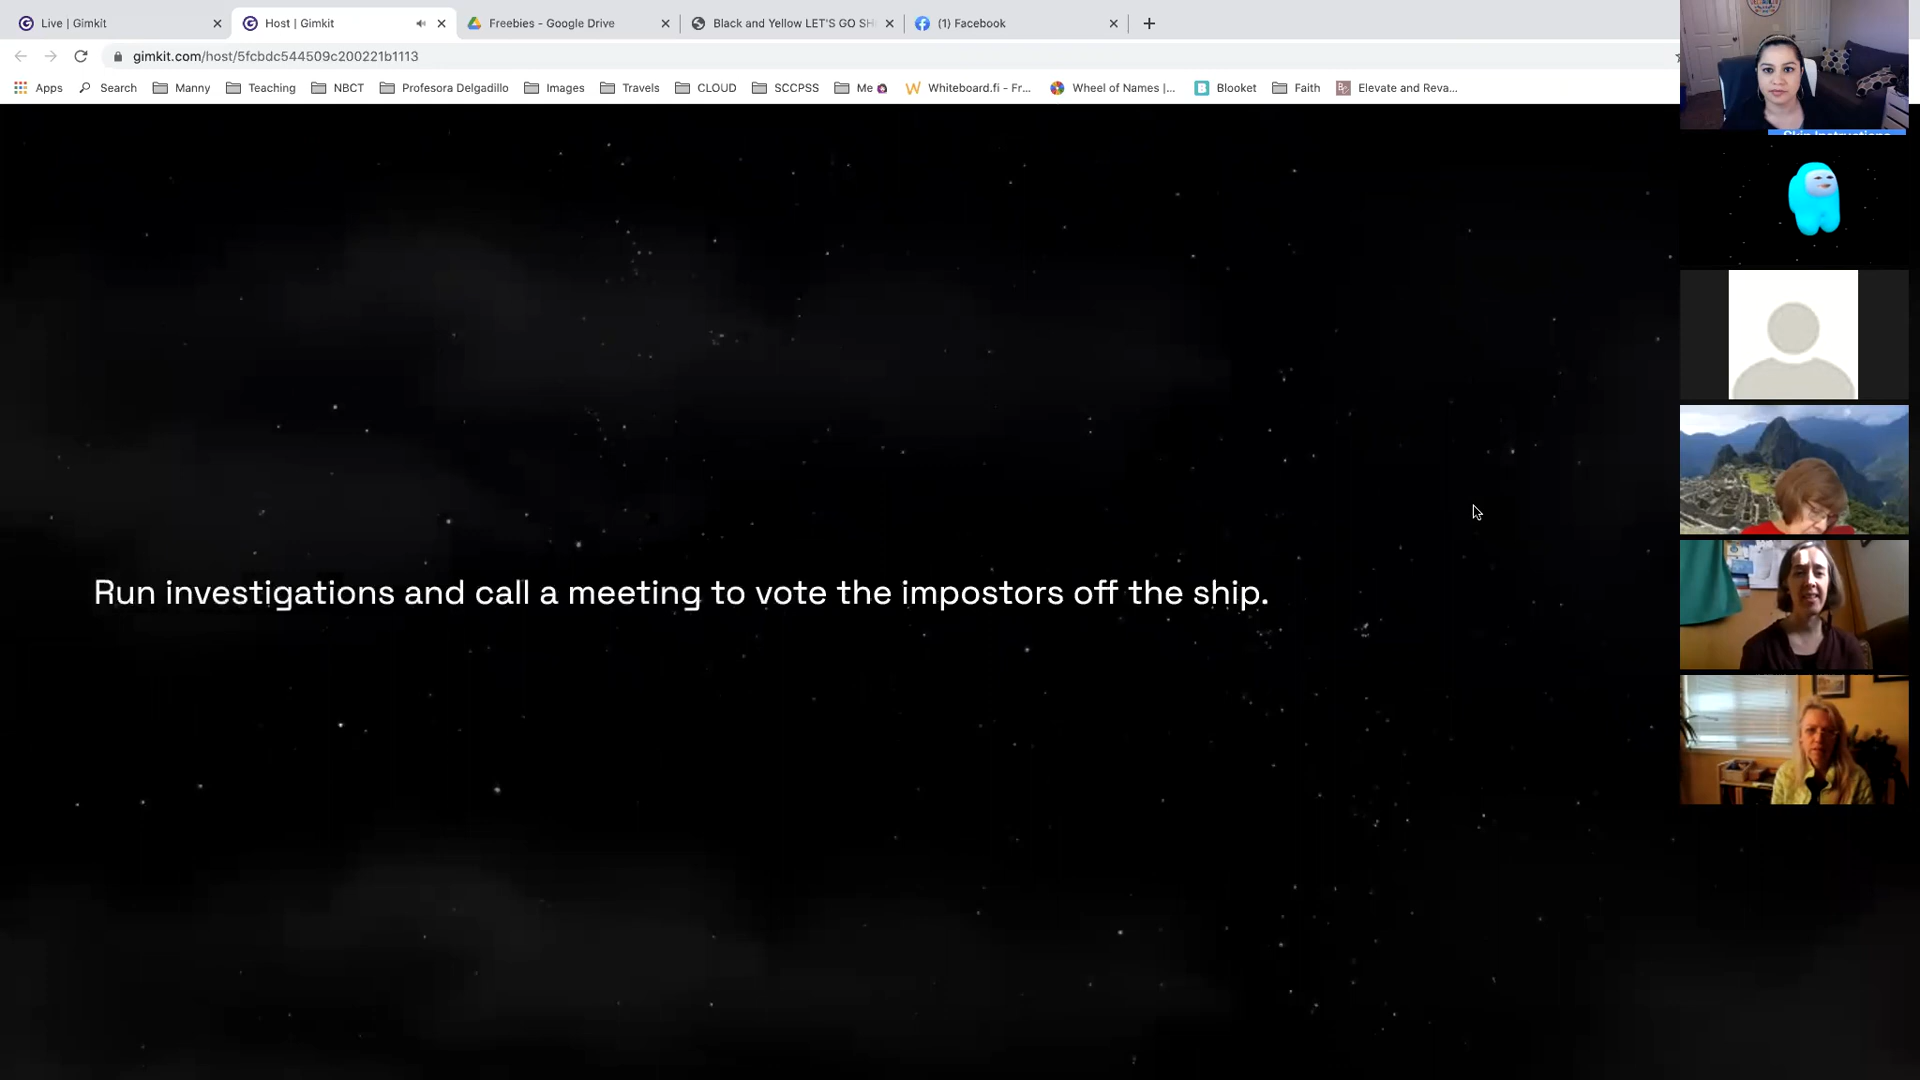 Live | Gimkit
Host | Gimkit
Freebies - Google Drive
Black and Yellow LET'S GO SH
(1) Facebook
gimkit.com/host/5fcbdc544509c200221b1113
Apps Search Manny Teaching NBCT Profesora Delgadillo Images Travels CLOUD SCCPSS Me Whiteboard.fi - Fr... Wheel of Names |... Blooket Faith Elevate and Reva...
Skip Instructions
Run investigations and call a meeting to vote the impostors off the ship.